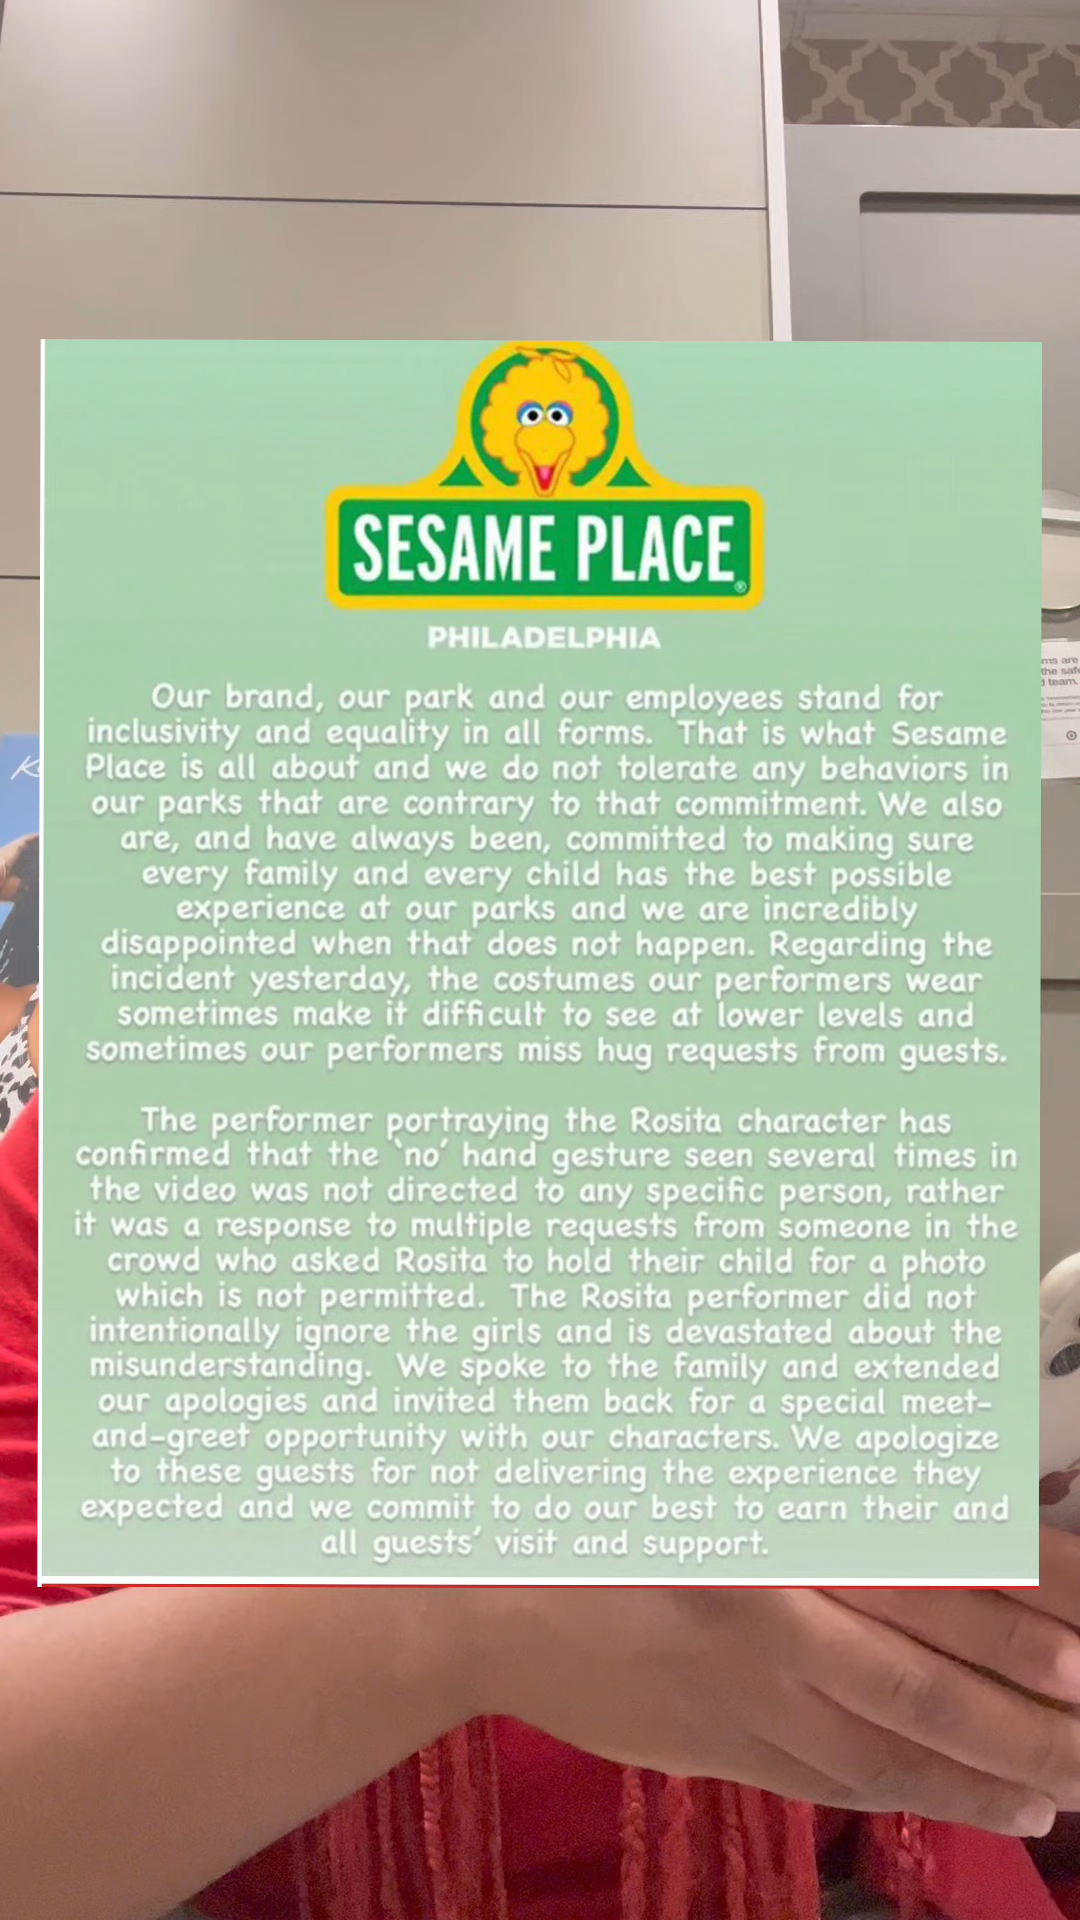 SESAME PLACE®
PHILADELPHIA
Our brand, our park and our employees stand for
inclusivity and equality in all forms.  That is what Sesame
Place is all about and we do not tolerate any behaviors in
our parks that are contrary to that commitment. We also
are, and have always been, committed to making sure
every family and every child has the best possible
experience at our parks and we are incredibly
disappointed when that does not happen. Regarding the
incident yesterday, the costumes our performers wear
sometimes make it difficult to see at lower levels and
sometimes our performers miss hug requests from guests.
The performer portraying the Rosita character has
confirmed that the ‘no’ hand gesture seen several times in
the video was not directed to any specific person, rather
it was a response to multiple requests from someone in the
crowd who asked Rosita to hold their child for a photo
which is not permitted.  The Rosita performer did not
intentionally ignore the girls and is devastated about the
misunderstanding.  We spoke to the family and extended
our apologies and invited them back for a special meet-
and-greet opportunity with our characters. We apologize
to these guests for not delivering the experience they
expected and we commit to do our best to earn their and
all guests’ visit and support.
are
the
team.